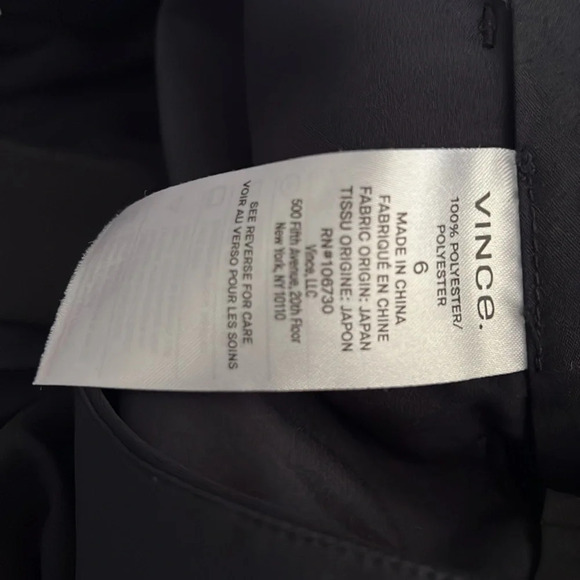 VINCE.
100% POLYESTER/
POLYESTER
6
MADE IN CHINA
FABRIQUÉ EN CHINE
FABRIC ORIGIN: JAPAN
TISSU ORIGINE: JAPON
RN#106730
Vince, LLC
500 Fifth Avenue, 20th Floor
New York, NY 10110
SEE REVERSE FOR CARE
VOIR AU VERSO POUR LES SOINS